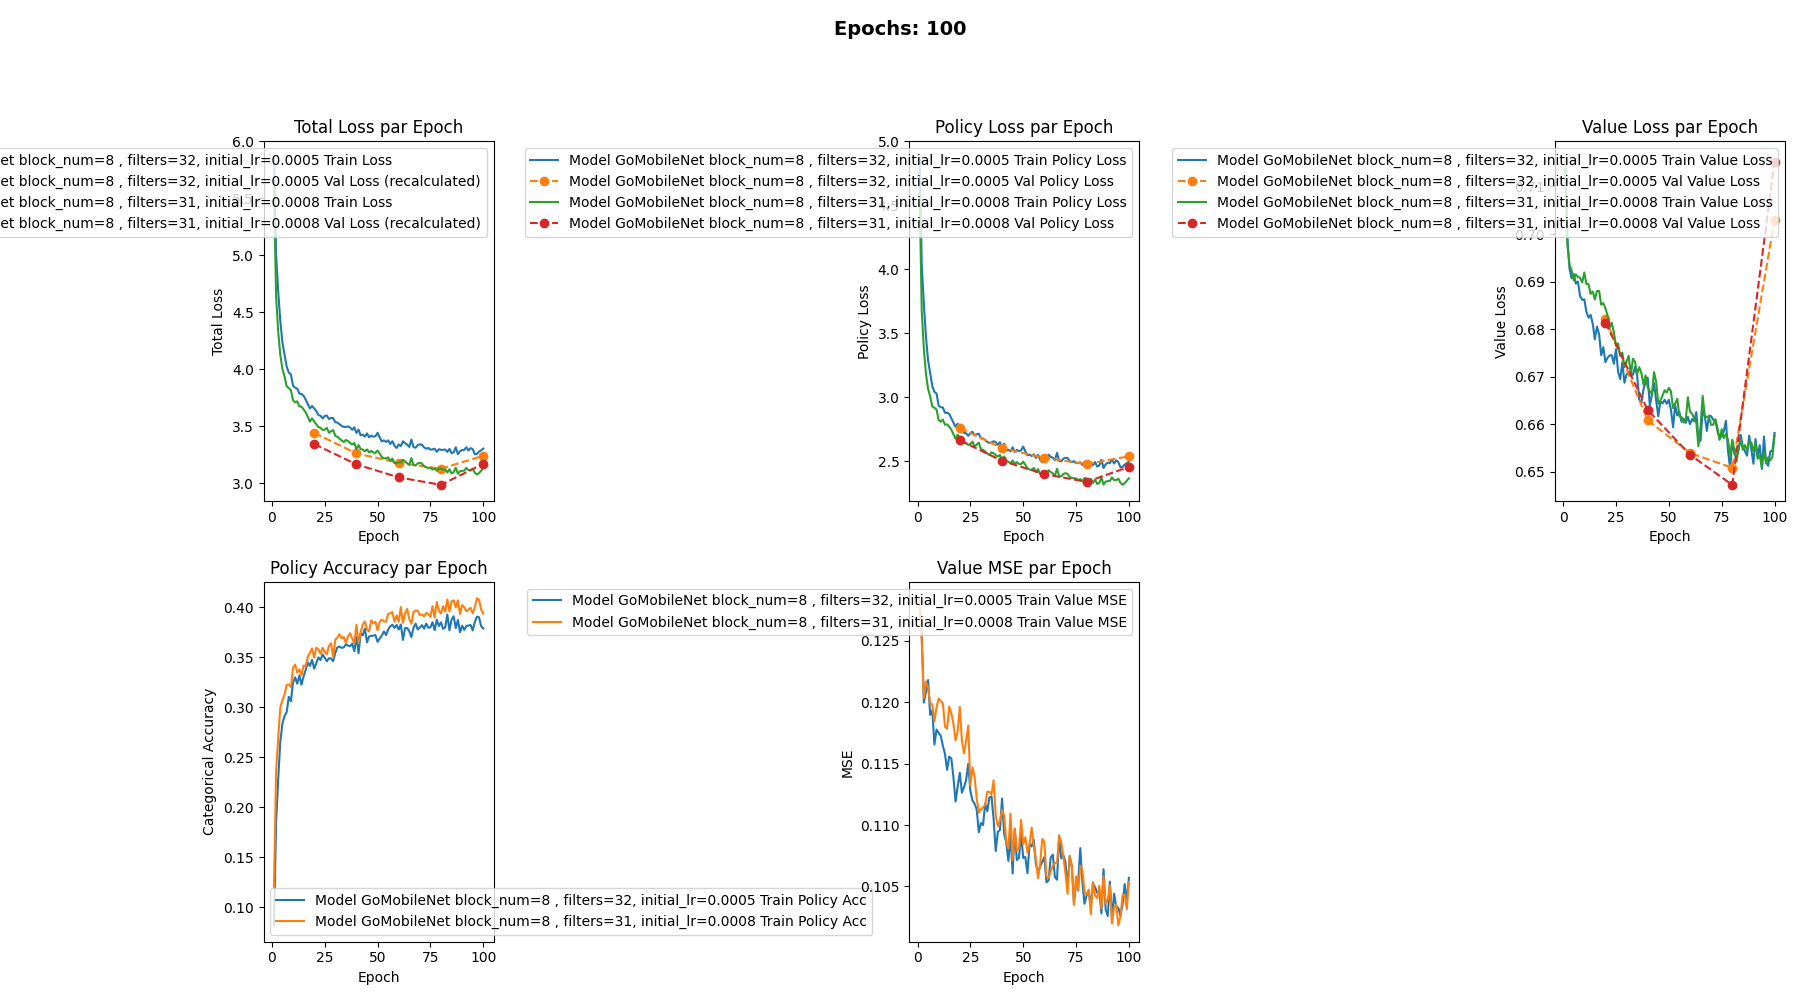 Epochs: 100
Total Loss par Epoch
et block_num=8 , filters=32, initial_lr=0.0005 Train Loss
et block_num=8 , filters=32, initial_lr=0.0005 Val Loss (recalculated)
et block_num=8 , filters=31, initial_lr=0.0008 Train Loss
et block_num=8 , filters=31, initial_lr=0.0008 Val Loss (recalculated)
6.0
5.5
5.0
4.5
4.0
3.5
3.0
Total Loss
0 25 50 75 100
Epoch
Policy Loss par Epoch
Model GoMobileNet block_num=8 , filters=32, initial_lr=0.0005 Train Policy Loss
Model GoMobileNet block_num=8 , filters=32, initial_lr=0.0005 Val Policy Loss
Model GoMobileNet block_num=8 , filters=31, initial_lr=0.0008 Train Policy Loss
Model GoMobileNet block_num=8 , filters=31, initial_lr=0.0008 Val Policy Loss
5.0
4.5
4.0
3.5
3.0
2.5
Policy Loss
0 25 50 75 100
Epoch
Value Loss par Epoch
Model GoMobileNet block_num=8 , filters=32, initial_lr=0.0005 Train Value Loss
Model GoMobileNet block_num=8 , filters=32, initial_lr=0.0005 Val Value Loss
Model GoMobileNet block_num=8 , filters=31, initial_lr=0.0008 Train Value Loss
Model GoMobileNet block_num=8 , filters=31, initial_lr=0.0008 Val Value Loss
0.71
0.70
0.69
0.68
0.67
0.66
0.65
Value Loss
0 25 50 75 100
Epoch
Policy Accuracy par Epoch
0.40
0.35
0.30
0.25
0.20
0.15
0.10
Categorical Accuracy
Model GoMobileNet block_num=8 , filters=32, initial_lr=0.0005 Train Policy Acc
Model GoMobileNet block_num=8 , filters=31, initial_lr=0.0008 Train Policy Acc
0 25 50 75 100
Epoch
Value MSE par Epoch
Model GoMobileNet block_num=8 , filters=32, initial_lr=0.0005 Train Value MSE
Model GoMobileNet block_num=8 , filters=31, initial_lr=0.0008 Train Value MSE
0.125
0.120
0.115
0.110
0.105
MSE
0 25 50 75 100
Epoch